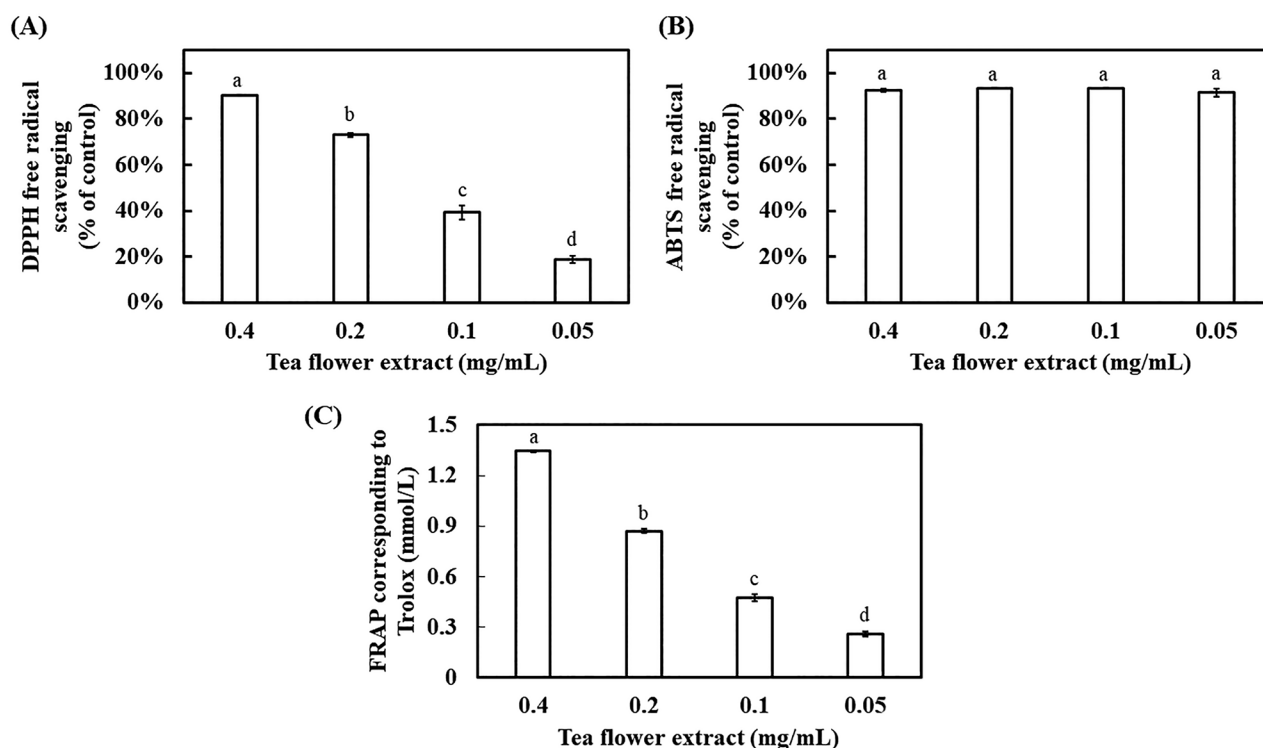 (A)
DPPH free radical
scavenging
(% of control)
100%
80%
60%
40%
20%
0%
a
b
c
d
0.4 0.2 0.1 0.05
Tea flower extract (mg/mL)
(B)
ABTS free radical
scavenging
(% of control)
100%
80%
60%
40%
20%
0%
a a a a
0.4 0.2 0.1 0.05
Tea flower extract (mg/mL)
(C)
FRAP corresponding to
Trolox (mmol/L)
1.5
1.2
0.9
0.6
0.3
0
a
b
c
d
0.4 0.2 0.1 0.05
Tea flower extract (mg/mL)